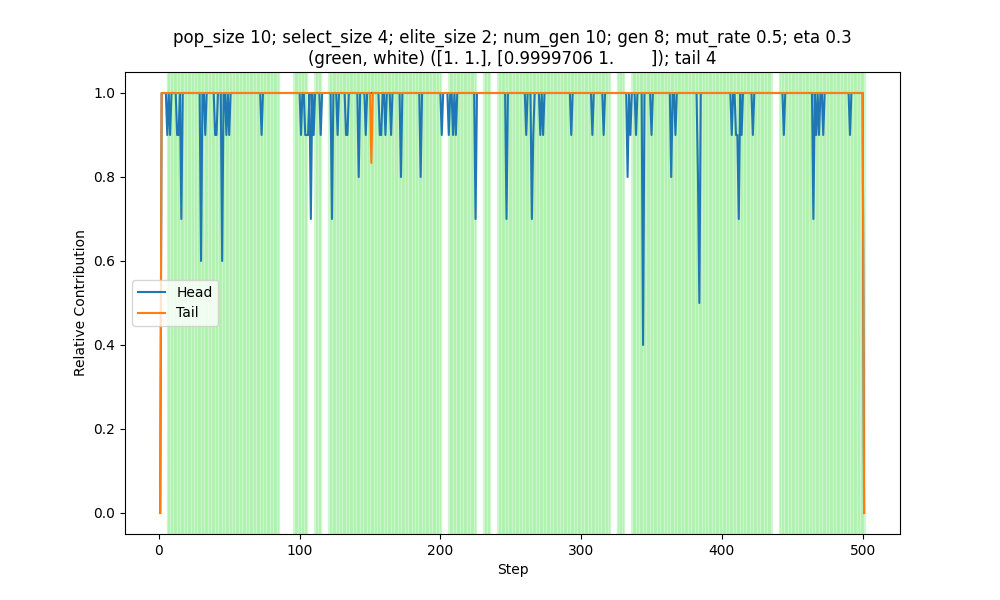 pop_size 10; select_size 4; elite_size 2; num_gen 10; gen 8; mut_rate 0.5; eta 0.3
(green, white) ([1. 1.], [0.9999706 1.        ]); tail 4
1.0
0.8
0.6
0.4
0.2
0.0
Relative Contribution
Head
Tail
0
100
200
300
400
500
Step